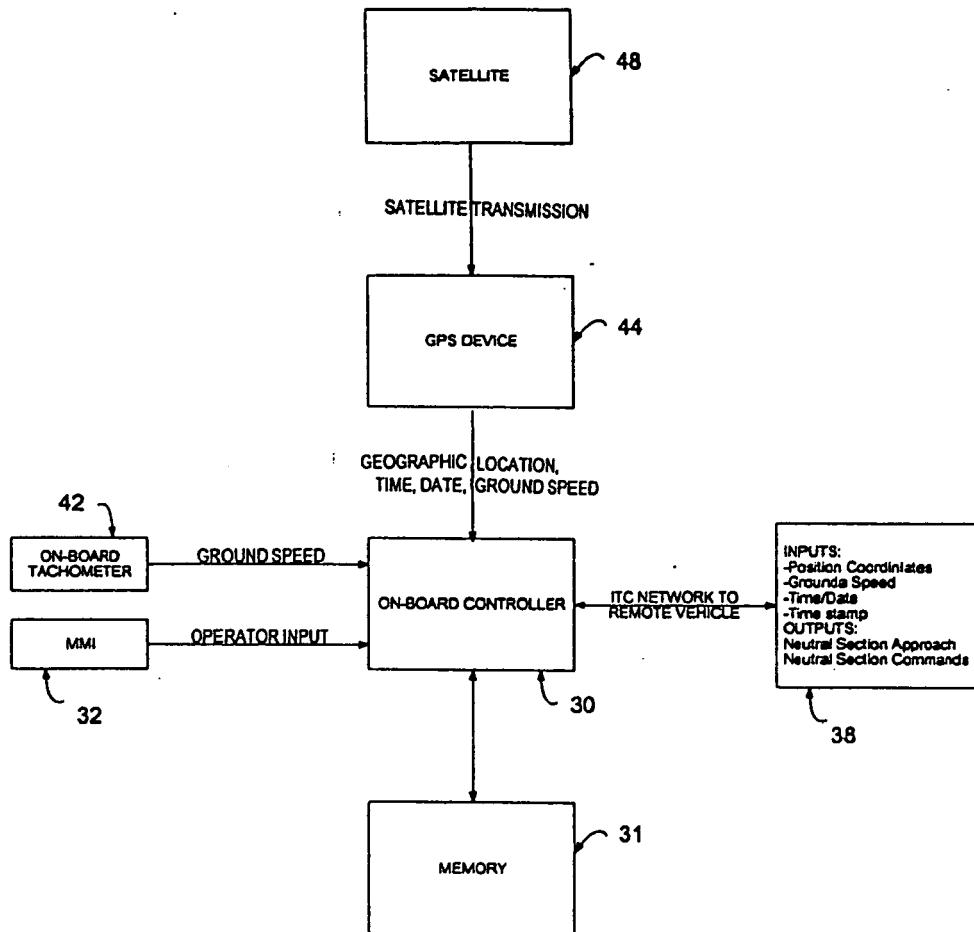 SATELLITE
48
SATELLITE TRANSMISSION
GPS DEVICE
44
GEOGRAPHIC LOCATION,
TIME, DATE, GROUND SPEED
42
ON-BOARD
TACHOMETER
GROUND SPEED
MMI
OPERATOR INPUT
32
ON-BOARD CONTROLLER
30
ITC NETWORK TO
REMOTE VEHICLE
INPUTS:
-Position Coordiniates
-Grounda Speed
-Time/Date
-Time stamp
OUTPUTS:
Neutral Section Approach
Neutral Section Commands
38
MEMORY
31